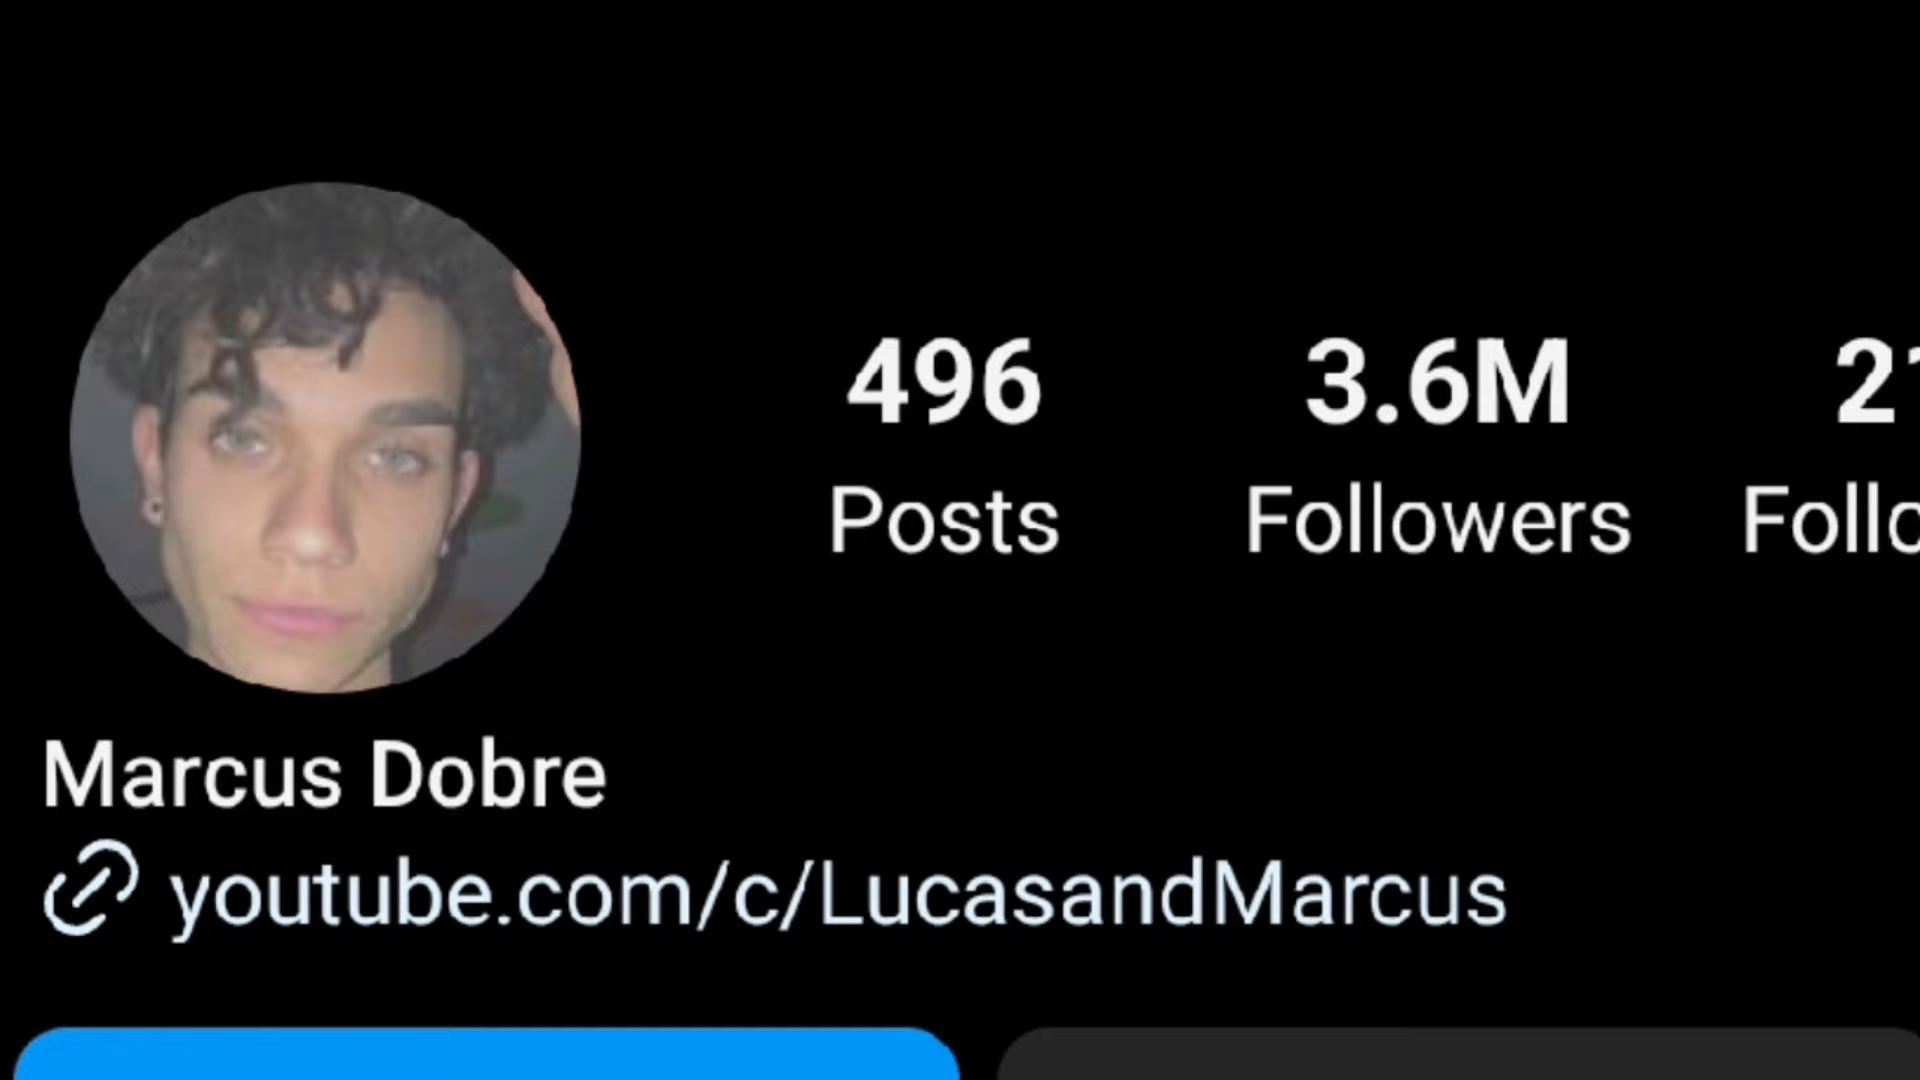 496 3.6M
Posts Followers
Marcus Dobre
youtube.com/c/LucasandMarcus